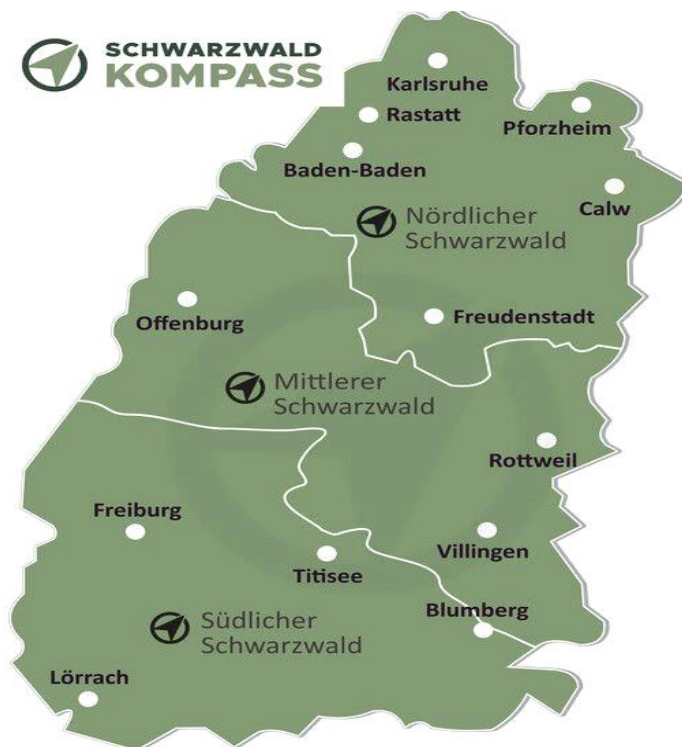 SCHWARZWALD
KOMPASS
Karlsruhe
Rastatt
Pforzheim
Baden-Baden
Calw
Nördlicher
Schwarzwald
Offenburg
Freudenstadt
Mittlerer
Schwarzwald
Rottweil
Freiburg
Villingen
Titisee
Blumberg
Südlicher
Schwarzwald
Lörrach